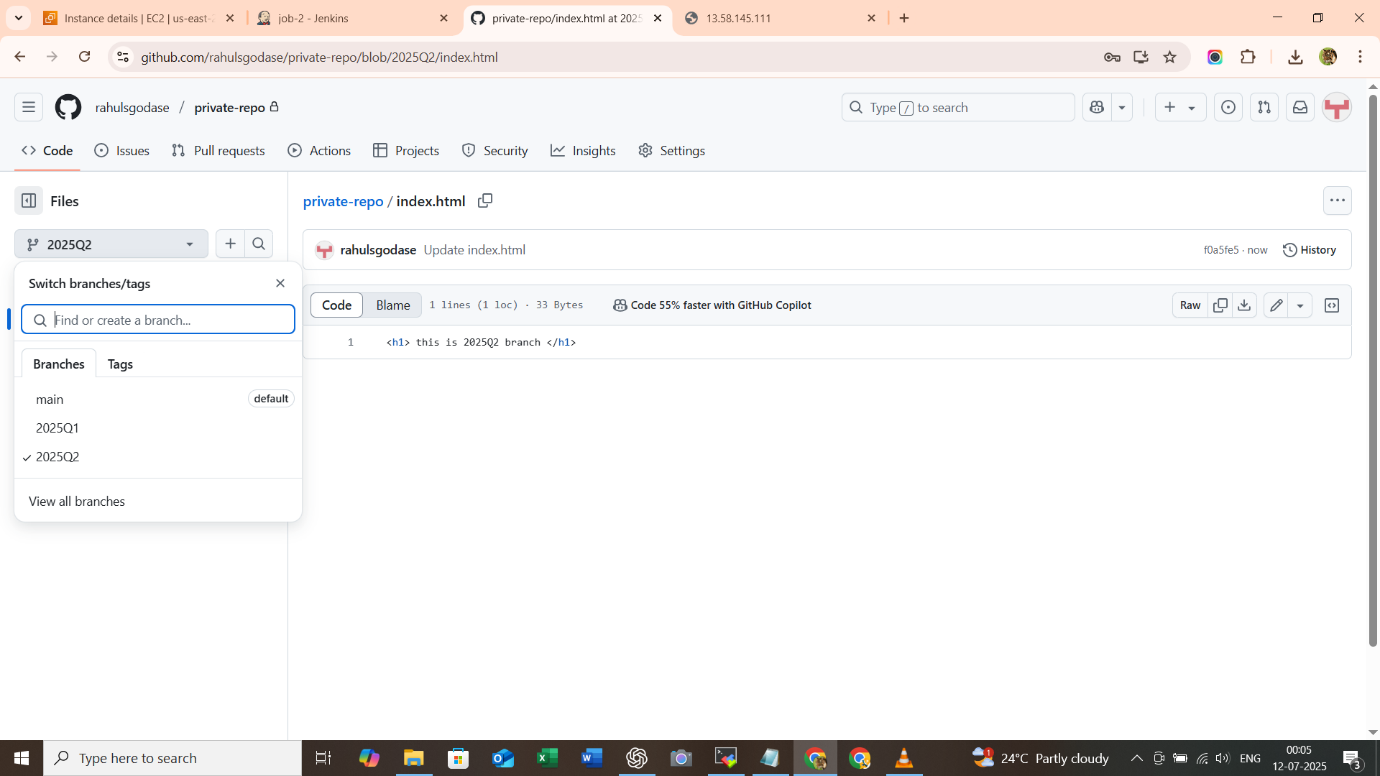 Instance details | EC2 | us-east-2
job-2 - Jenkins
private-repo/index.html at 2025
13.58.145.111
github.com/rahulsgodase/private-repo/blob/2025Q2/index.html
rahulsgodase / private-repo
Type / to search
Code Issues Pull requests Actions Projects Security Insights Settings
Files
private-repo / index.html
2025Q2
rahulsgodase Update index.html
f0a5fe5 · now History
Switch branches/tags
Find or create a branch...
Code Blame 1 lines (1 loc) · 33 Bytes Code 55% faster with GitHub Copilot Raw
1 <h1> this is 2025Q2 branch </h1>
Branches Tags
main default
2025Q1
2025Q2
View all branches
Type here to search
1
24°C Partly cloudy
ENG
00:05
12-07-2025
3